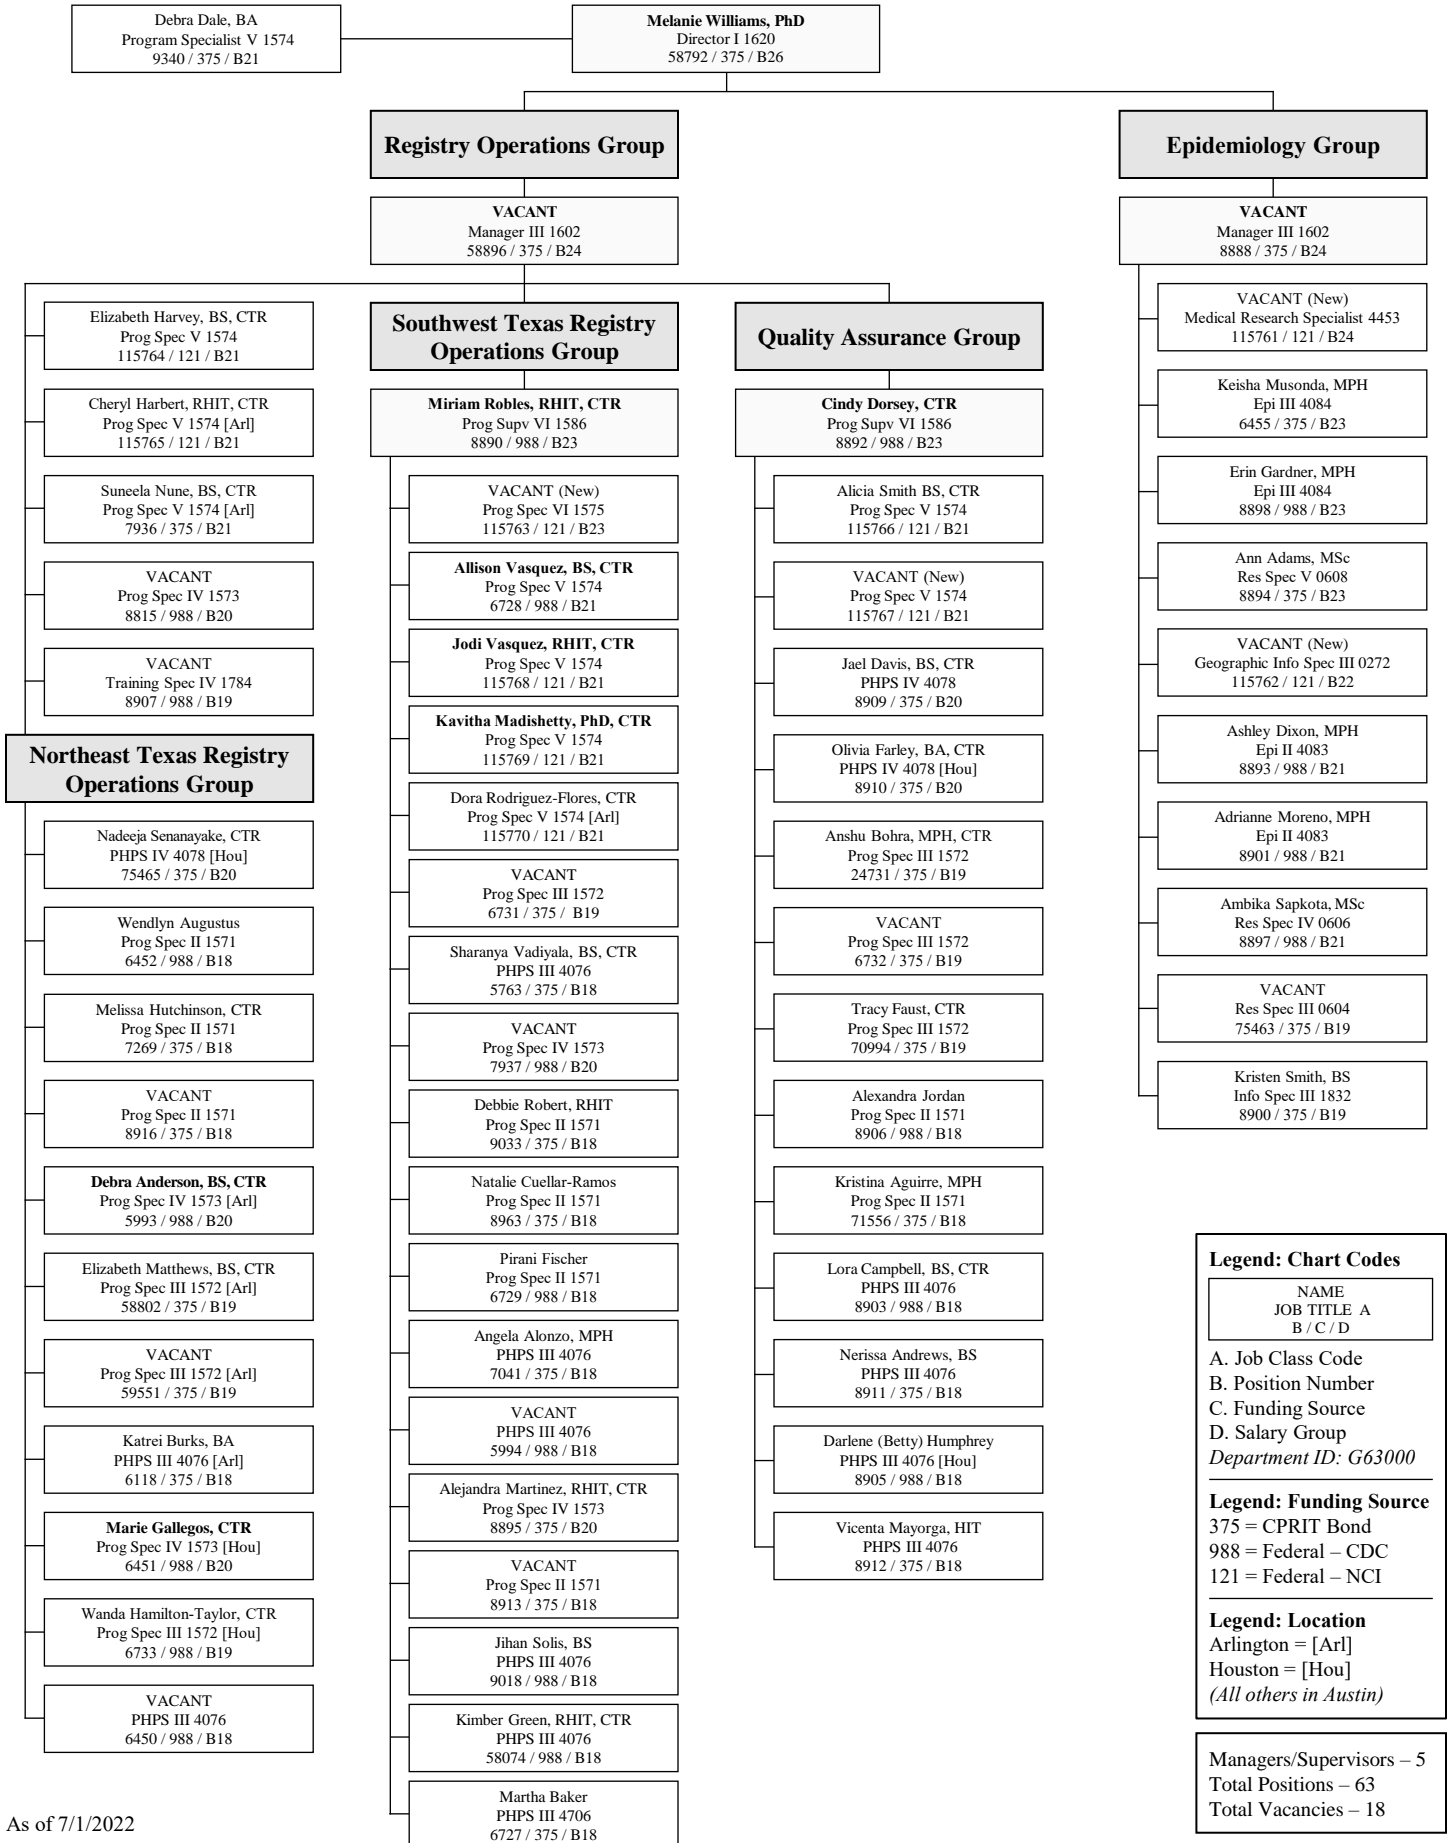 Debra Dale, BA
Program Specialist V 1574
9340 / 375 / B21
Melanie Williams, PhD
Director I 1620
58792 / 375 / B26
Registry Operations Group
VACANT
Manager III 1602
58896 / 375 / B24
Elizabeth Harvey, BS, CTR
Prog Spec V 1574
115764 / 121 / B21
Cheryl Harbert, RHIT, CTR
Prog Spec V 1574 [Arl]
115765 / 121 / B21
Suneela Nune, BS, CTR
Prog Spec V 1574 [Arl]
7936 / 375 / B21
VACANT
Prog Spec IV 1573
8815 / 988 / B20
VACANT
Training Spec IV 1784
8907 / 988 / B19
Northeast Texas Registry
Operations Group
Nadeeja Senanayake, CTR
PHPS IV 4078 [Hou]
75465 / 375 / B20
Wendlyn Augustus
Prog Spec II 1571
6452 / 988 / B18
Melissa Hutchinson, CTR
Prog Spec II 1571
7269 / 375 / B18
VACANT
Prog Spec II 1571
8916 / 375 / B18
Debra Anderson, BS, CTR
Prog Spec IV 1573 [Arl]
5993 / 988 / B20
Elizabeth Matthews, BS, CTR
Prog Spec III 1572 [Arl]
58802 / 375 / B19
VACANT
Prog Spec III 1572 [Arl]
59551 / 375 / B19
Katrei Burks, BA
PHPS III 4076 [Arl]
6118 / 375 / B18
Marie Gallegos, CTR
Prog Spec IV 1573 [Hou]
6451 / 988 / B20
Wanda Hamilton-Taylor, CTR
Prog Spec III 1572 [Hou]
6733 / 988 / B19
VACANT
PHPS III 4076
6450 / 988 / B18
Southwest Texas Registry
Operations Group
Miriam Robles, RHIT, CTR
Prog Supv VI 1586
8890 / 988 / B23
VACANT (New)
Prog Spec VI 1575
115763 / 121 / B23
Allison Vasquez, BS, CTR
Prog Spec V 1574
6728 / 988 / B21
Jodi Vasquez, RHIT, CTR
Prog Spec V 1574
115768 / 121 / B21
Kavitha Madishetty, PhD, CTR
Prog Spec V 1574
115769 / 121 / B21
Dora Rodriguez-Flores, CTR
Prog Spec V 1574 [Arl]
115770 / 121 / B21
VACANT
Prog Spec III 1572
6731 / 375 / B19
Sharanya Vadiyala, BS, CTR
PHPS III 4076
5763 / 375 / B18
VACANT
Prog Spec IV 1573
7937 / 988 / B20
Debbie Robert, RHIT
Prog Spec II 1571
9033 / 375 / B18
Natalie Cuellar-Ramos
Prog Spec II 1571
8963 / 375 / B18
Pirani Fischer
Prog Spec II 1571
6729 / 988 / B18
Angela Alonzo, MPH
PHPS III 4076
7041 / 375 / B18
VACANT
PHPS III 4076
5994 / 988 / B18
Alejandra Martinez, RHIT, CTR
Prog Spec IV 1573
8895 / 375 / B20
VACANT
Prog Spec II 1571
8913 / 375 / B18
Jihan Solis, BS
PHPS III 4076
9018 / 988 / B18
Kimber Green, RHIT, CTR
PHPS III 4076
58074 / 988 / B18
Martha Baker
PHPS III 4706
6727 / 375 / B18
Quality Assurance Group
Cindy Dorsey, CTR
Prog Supv VI 1586
8892 / 988 / B23
Alicia Smith BS, CTR
Prog Spec V 1574
115766 / 121 / B21
VACANT (New)
Prog Spec V 1574
115767 / 121 / B21
Jael Davis, BS, CTR
PHPS IV 4078
8909 / 375 / B20
Olivia Farley, BA, CTR
PHPS IV 4078 [Hou]
8910 / 375 / B20
Anshu Bohra, MPH, CTR
Prog Spec III 1572
24731 / 375 / B19
VACANT
Prog Spec III 1572
6732 / 375 / B19
Tracy Faust, CTR
Prog Spec III 1572
70994 / 375 / B19
Alexandra Jordan
Prog Spec II 1571
8906 / 988 / B18
Kristina Aguirre, MPH
Prog Spec II 1571
71556 / 375 / B18
Lora Campbell, BS, CTR
PHPS III 4076
8903 / 988 / B18
Nerissa Andrews, BS
PHPS III 4076
8911 / 375 / B18
Darlene (Betty) Humphrey
PHPS III 4076 [Hou]
8905 / 988 / B18
Vicenta Mayorga, HIT
PHPS III 4076
8912 / 375 / B18
Epidemiology Group
VACANT
Manager III 1602
8888 / 375 / B24
VACANT (New)
Medical Research Specialist 4453
115761 / 121 / B24
Keisha Musonda, MPH
Epi III 4084
6455 / 375 / B23
Erin Gardner, MPH
Epi III 4084
8898 / 988 / B23
Ann Adams, MSc
Res Spec V 0608
8894 / 375 / B23
VACANT (New)
Geographic Info Spec III 0272
115762 / 121 / B22
Ashley Dixon, MPH
Epi II 4083
8893 / 988 / B21
Adrianne Moreno, MPH
Epi II 4083
8901 / 988 / B21
Ambika Sapkota, MSc
Res Spec IV 0606
8897 / 988 / B21
VACANT
Res Spec III 0604
75463 / 375 / B19
Kristen Smith, BS
Info Spec III 1832
8900 / 375 / B19
Legend: Chart Codes
NAME
JOB TITLE A
B / C / D
A. Job Class Code
B. Position Number
C. Funding Source
D. Salary Group
Department ID: G63000
Legend: Funding Source
375 = CPRIT Bond
988 = Federal – CDC
121 = Federal – NCI
Legend: Location
Arlington = [Arl]
Houston = [Hou]
(All others in Austin)
Managers/Supervisors – 5
Total Positions – 63
Total Vacancies – 18
As of 7/1/2022